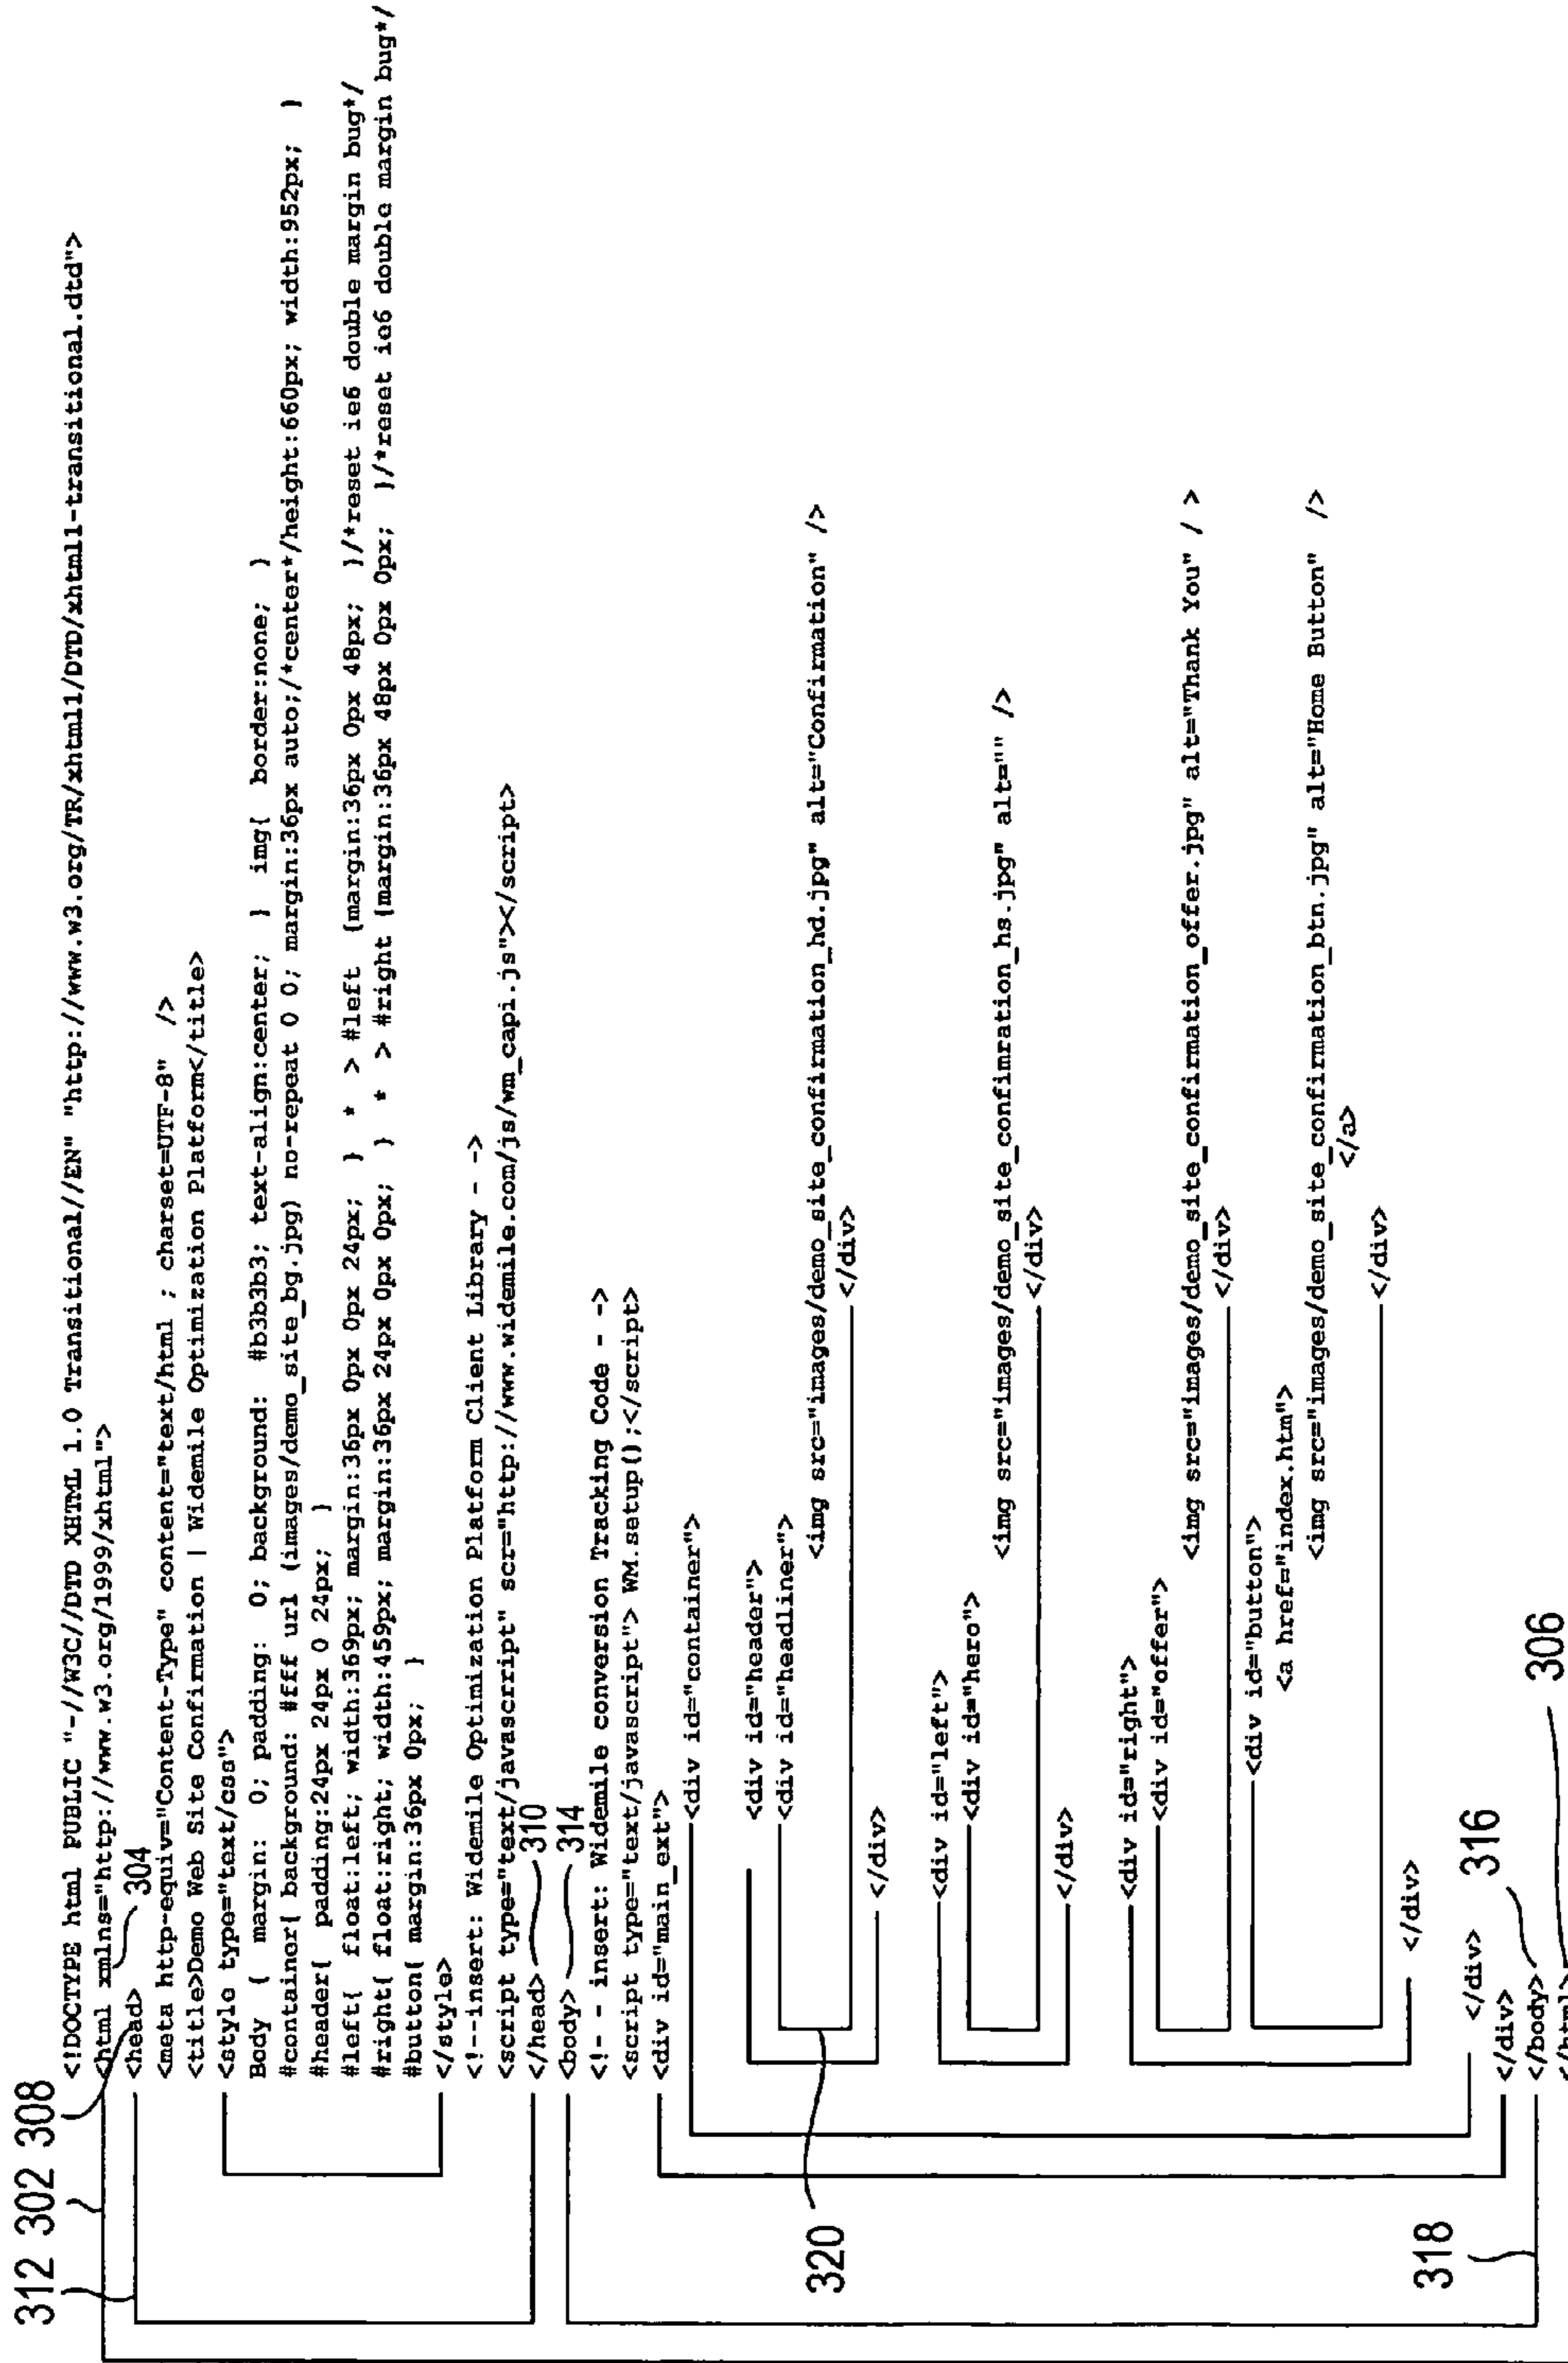 312 302 308
<!DOCTYPE html PUBLIC "-//W3C//DTD XHTML 1.0 Transitional//EN" "http://www.w3.org/TR/xhtml1/DTD/xhtml1-transitional.dtd">
<html xmlns="http://www.w3.org/1999/xhtml">
<head> 304
<meta http-equiv="Content-Type" content="text/html ; charset=UTF-8" />
<title>Demo Web Site Confirmation | Widemile Optimization Platform</title>
<style type="text/css">
Body { margin: 0; padding: 0; background: #b3b3b3; text-align:center; } img{ border:none; }
#container{ background: #fff url (images/demo_site_bg.jpg) no-repeat 0 0; margin:36px auto;/*center*/height:660px; width:952px; }
#header{ padding:24px 24px 0 24px; }
#left{ float:left; width:369px; margin:36px 0px 0px 24px; } * > #left {margin:36px 0px 0px 48px; }/*reset ie6 double margin bug*/
#right{ float:right; width:459px; margin:36px 24px 0px 0px; } * > #right {margin:36px 48px 0px 0px; }/*reset ie6 double margin bug*/
#button{ margin:36px 0px; }
</style>
<!--insert: Widemile Optimization Platform Client Library - ->
<script type="text/javascript" scr="http://www.widemile.com/js/wm_capi.js"></script>
</head> 310
<body> 314
<!- - insert: Widemile conversion Tracking Code - ->
<script type="text/javascript"> WM.setup();</script>
<div id="main_ext">
<div id="container">
<div id="header">
<div id="headliner">
<img src="images/demo_site_confirmation_hd.jpg" alt="Confirmation" />
</div>
320
</div>
<div id="left">
<div id="hero">
<img src="images/demo_site_confimration_hs.jpg" alt="" />
</div>
</div>
<div id="right">
<div id="offer">
<img src="images/demo_site_confirmation_offer.jpg" alt="Thank You" / >
</div>
<div id="button">
<a href="index.htm">
<img src="images/demo_site_confirmation_btn.jpg" alt="Home Button" />
</a>
</div>
</div>
318
</div>
</div> 316
</body>
</html> 306